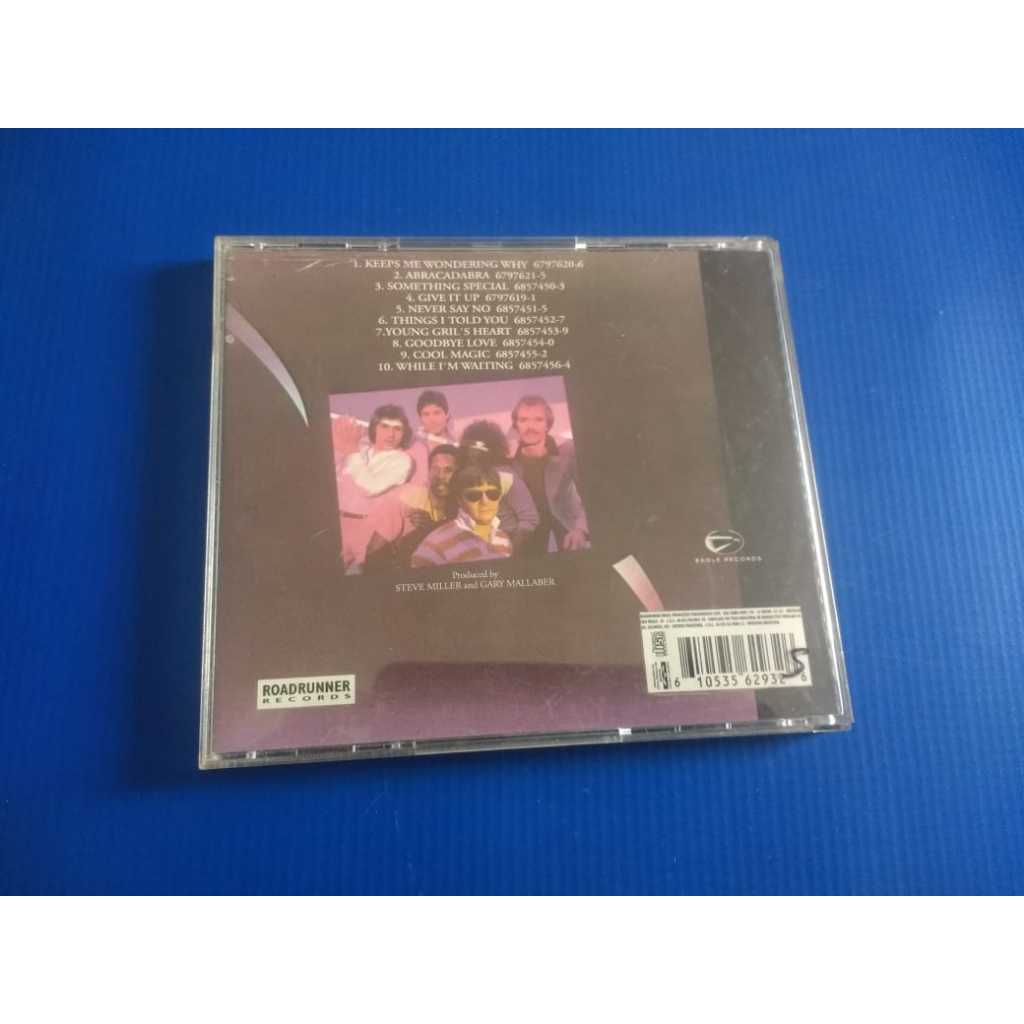 1. KEEPS ME WONDERING WHY 6797620-6
2. ABRACADABRA 6797621-5
3. SOMETHING SPECIAL 6857450-3
4. GIVE IT UP 6797619-1
5. NEVER SAY NO 6857451-5
6. THINGS I TOLD YOU 6857452-7
7.YOUNG GRIL'S HEART 6857453-9
8. GOODBYE LOVE 6857454-0
9. COOL MAGIC 6857455-2
10. WHILE I'M WAITING 6857456-4
Produced by
STEVE MILLER and GARY MALLABER
EAGLE RECORDS
ROADRUNNER
RECORDS
6 10535 62932 6
S